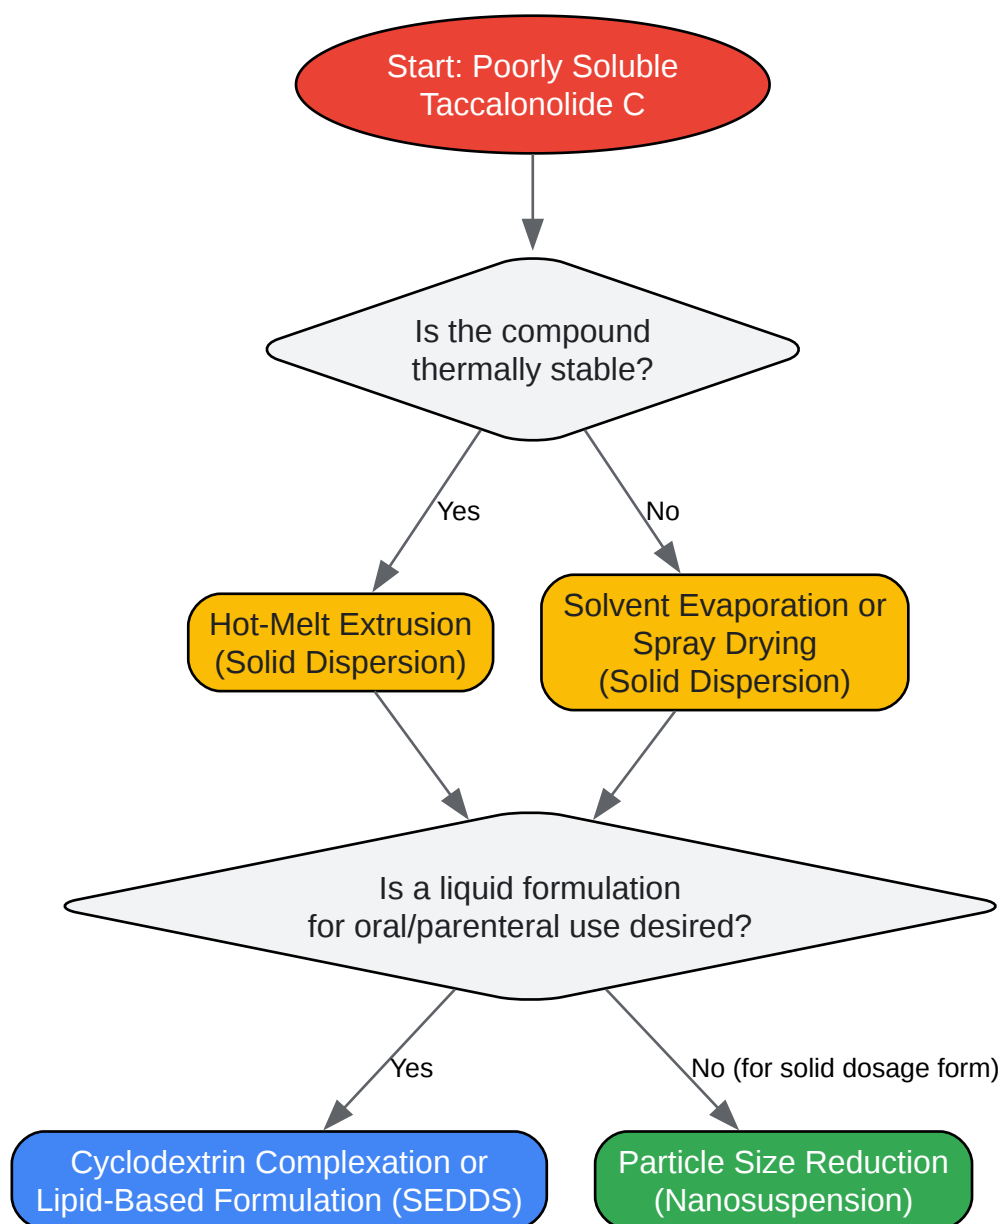 Start: Poorly Soluble
Taccalonolide C
Is the compound
thermally stable?
Yes
No
Hot-Melt Extrusion
(Solid Dispersion)
Solvent Evaporation or
Spray Drying
(Solid Dispersion)
Is a liquid formulation
for oral/parenteral use desired?
Yes
No (for solid dosage form)
Cyclodextrin Complexation or
Lipid-Based Formulation (SEDDS)
Particle Size Reduction
(Nanosuspension)